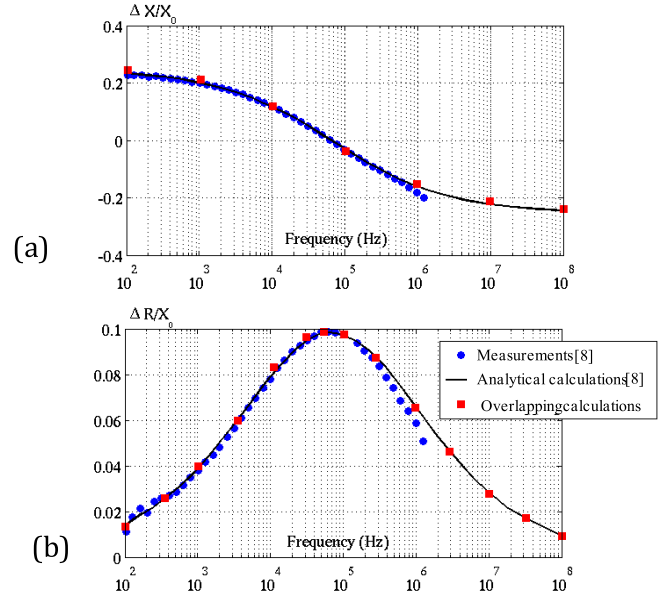 Δ X/X0
0.4
0.2
0
-0.2
-0.4
Frequency (Hz)
(a)
10^2 10^3 10^4 10^5 10^6 10^7 10^8
Δ R/X0
0.1
0.08
0.06
0.04
0.02
0
Measurements[8]
Analytical calculations[8]
Overlappingcalculations
Frequency (Hz)
(b)
10^2 10^3 10^4 10^5 10^6 10^7 10^8